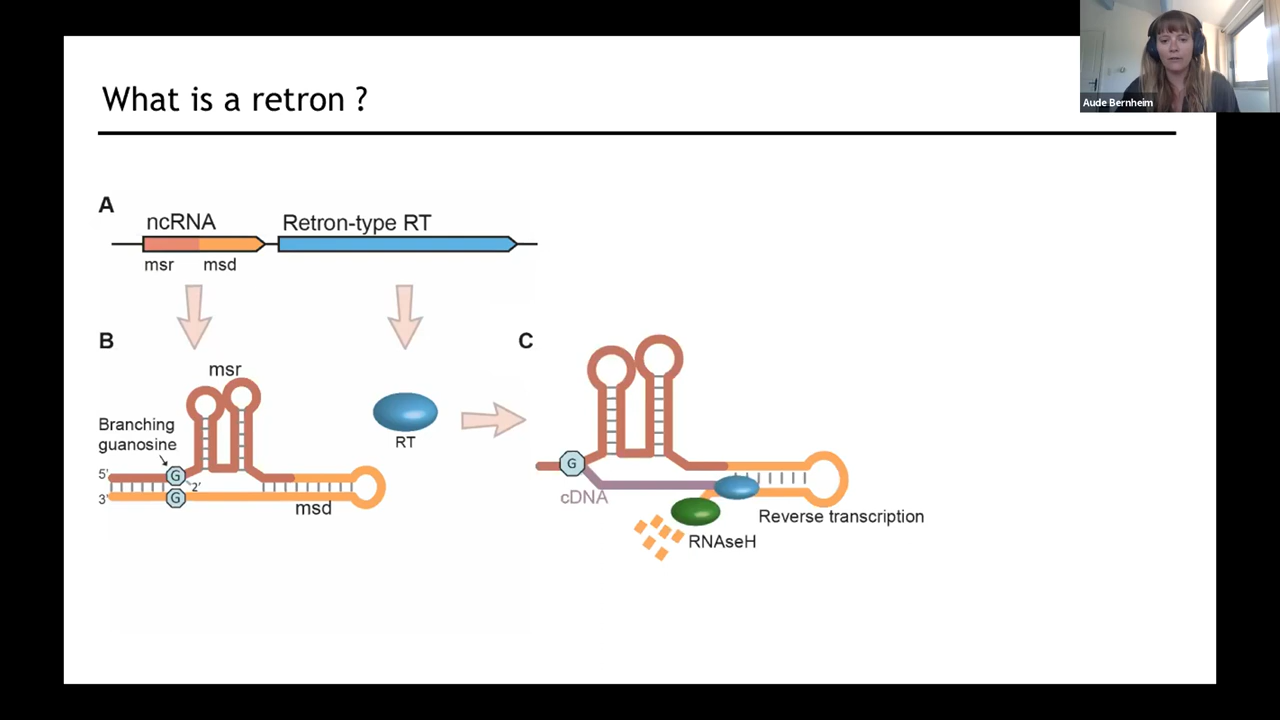 What is a retron ?
Aude Bernheim
A
ncRNA
Retron-type RT
msr
msd
B
msr
Branching
guanosine
5'
G
2'
3'
G
msd
RT
C
G
cDNA
RNAseH
Reverse transcription